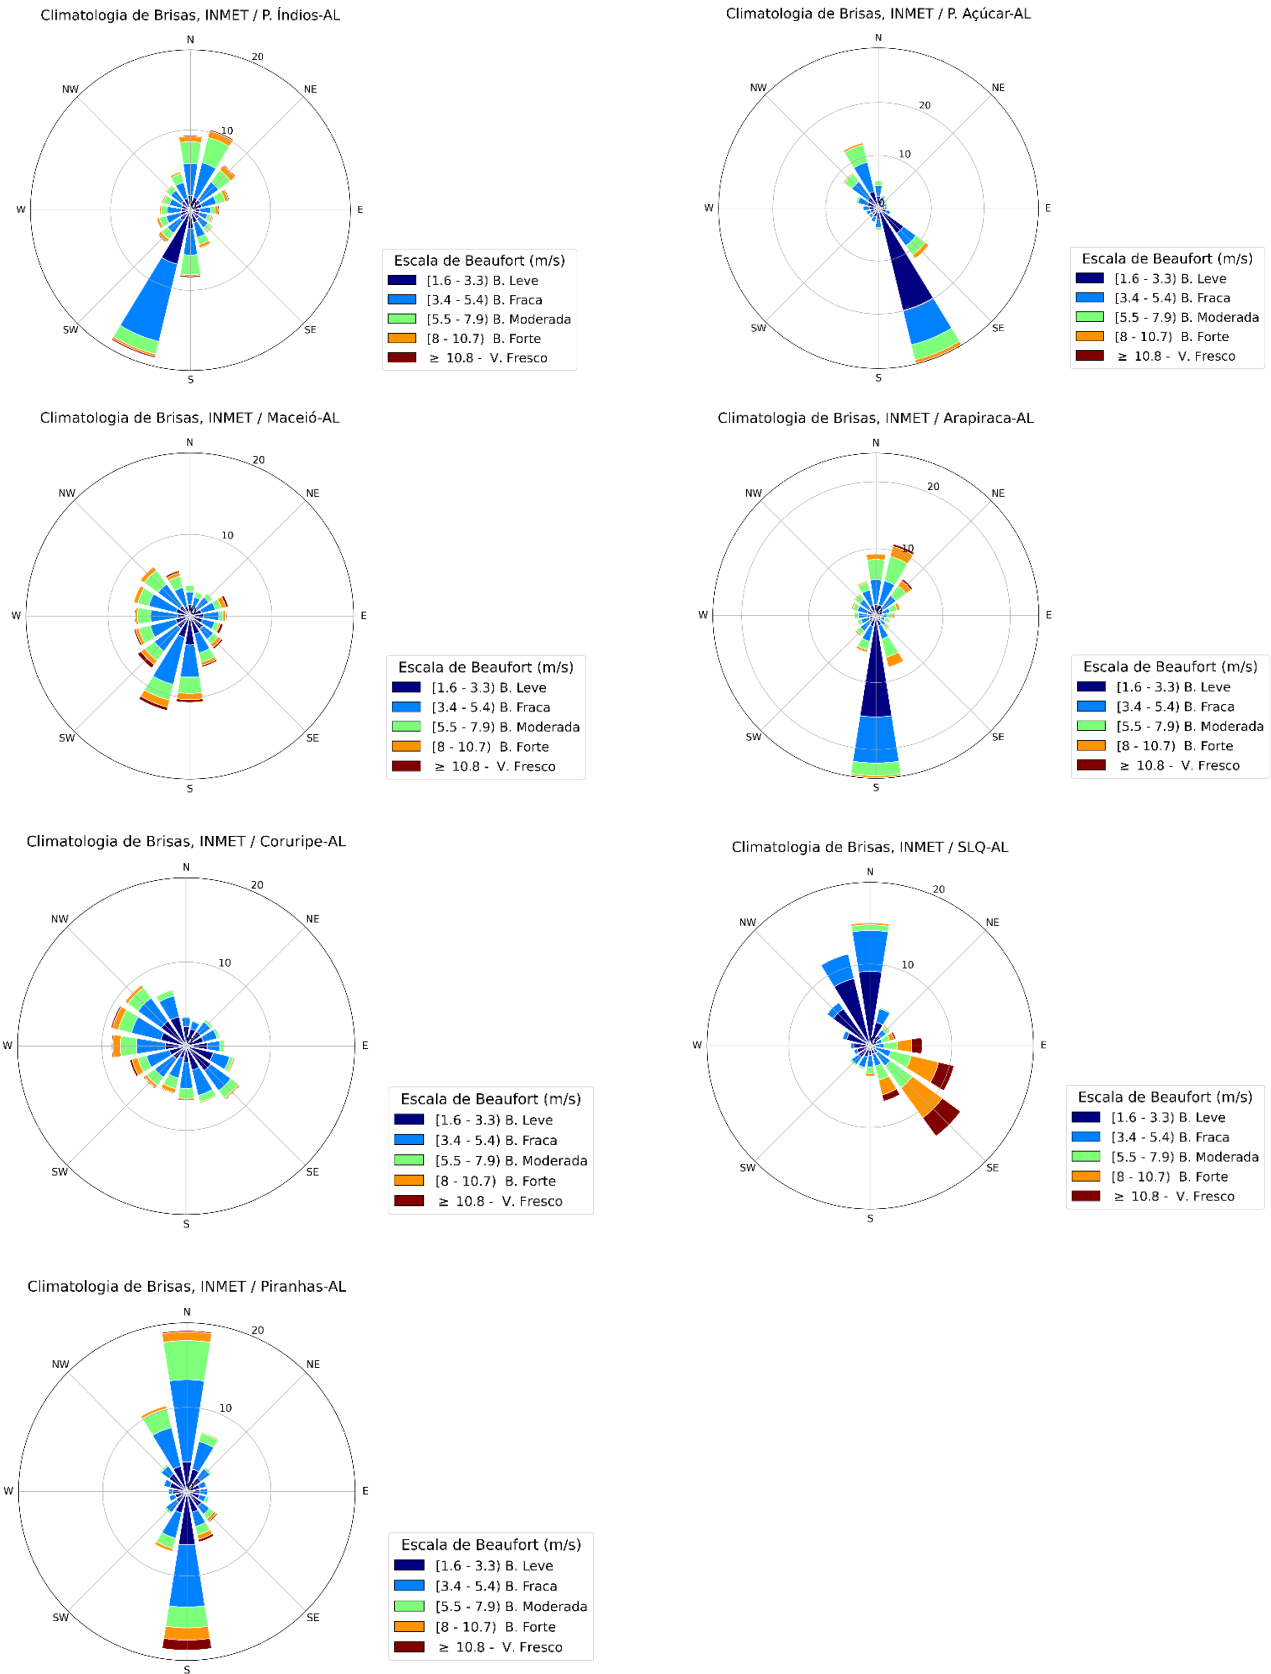 Climatologia de Brisas, INMET / P. Índios-AL
N
20
NW
NE
10
W
E
SW
SE
S
Escala de Beaufort (m/s)
[1.6 - 3.3) B. Leve
[3.4 - 5.4) B. Fraca
[5.5 - 7.9) B. Moderada
[8 - 10.7) B. Forte
≥ 10.8 - V. Fresco
Climatologia de Brisas, INMET / P. Açúcar-AL
N
NW
NE
20
10
W
E
SW
SE
S
Escala de Beaufort (m/s)
[1.6 - 3.3) B. Leve
[3.4 - 5.4) B. Fraca
[5.5 - 7.9) B. Moderada
[8 - 10.7) B. Forte
≥ 10.8 - V. Fresco
Climatologia de Brisas, INMET / Maceió-AL
N
20
NW
NE
10
W
E
SW
SE
S
Escala de Beaufort (m/s)
[1.6 - 3.3) B. Leve
[3.4 - 5.4) B. Fraca
[5.5 - 7.9) B. Moderada
[8 - 10.7) B. Forte
≥ 10.8 - V. Fresco
Climatologia de Brisas, INMET / Arapiraca-AL
N
20
NW
NE
10
W
E
SW
SE
S
Escala de Beaufort (m/s)
[1.6 - 3.3) B. Leve
[3.4 - 5.4) B. Fraca
[5.5 - 7.9) B. Moderada
[8 - 10.7) B. Forte
≥ 10.8 - V. Fresco
Climatologia de Brisas, INMET / Coruripe-AL
N
20
NW
NE
10
W
E
SW
SE
S
Escala de Beaufort (m/s)
[1.6 - 3.3) B. Leve
[3.4 - 5.4) B. Fraca
[5.5 - 7.9) B. Moderada
[8 - 10.7) B. Forte
≥ 10.8 - V. Fresco
Climatologia de Brisas, INMET / SLQ-AL
N
20
NW
NE
10
W
E
SW
SE
S
Escala de Beaufort (m/s)
[1.6 - 3.3) B. Leve
[3.4 - 5.4) B. Fraca
[5.5 - 7.9) B. Moderada
[8 - 10.7) B. Forte
≥ 10.8 - V. Fresco
Climatologia de Brisas, INMET / Piranhas-AL
N
20
NW
NE
10
W
E
SW
SE
S
Escala de Beaufort (m/s)
[1.6 - 3.3) B. Leve
[3.4 - 5.4) B. Fraca
[5.5 - 7.9) B. Moderada
[8 - 10.7) B. Forte
≥ 10.8 - V. Fresco